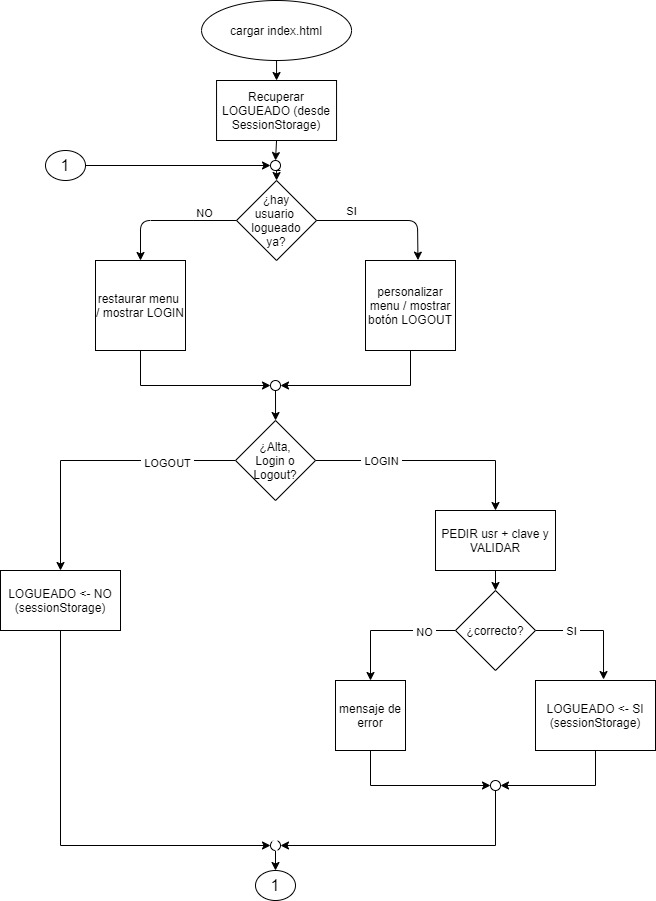 cargar index.html
Recuperar
LOGUEADO (desde
SessionStorage)
1
¿hay
usuario
logueado
ya?
NO
SI
restaurar menu
/ mostrar LOGIN
personalizar
menu / mostrar
botón LOGOUT
¿Alta,
Login o
Logout?
LOGOUT
LOGIN
PEDIR usr + clave y
VALIDAR
LOGUEADO <- NO
(sessionStorage)
¿correcto?
NO
SI
mensaje de
error
LOGUEADO <- SI
(sessionStorage)
1